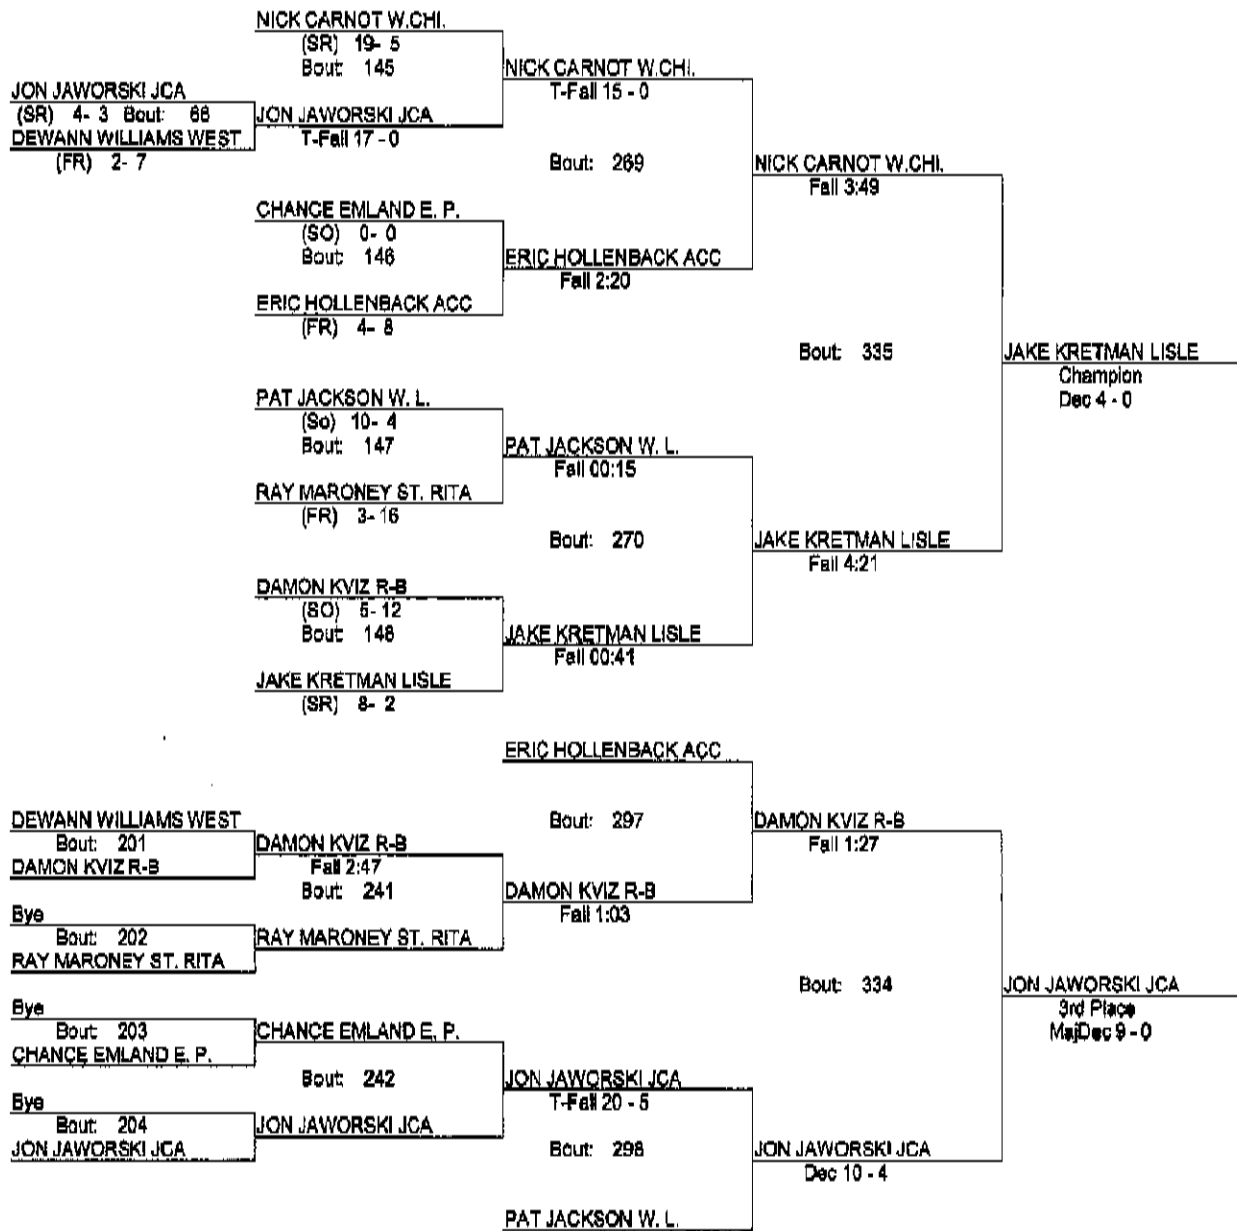 NICK CARNOT W.CHI.
(SR) 19- 5
Bout: 145
NICK CARNOT W.CHI.
T-Fall 15 - 0
JON JAWORSKI JCA
(SR) 4- 3 Bout: 66
JON JAWORSKI JCA
T-Fall 17 - 0
DEWANN WILLIAMS WEST
(FR) 2- 7
Bout: 269
NICK CARNOT W.CHI.
Fall 3:49
CHANCE EMLAND E. P.
(SO) 0- 0
Bout: 146
ERIC HOLLENBACK ACC
Fall 2:20
ERIC HOLLENBACK ACC
(FR) 4- 8
Bout: 335
JAKE KRETMAN LISLE
Champion
Dec 4 - 0
PAT JACKSON W. L.
(So) 10- 4
Bout: 147
PAT JACKSON W. L.
Fall 00:15
RAY MARONEY ST. RITA
(FR) 3- 16
Bout: 270
JAKE KRETMAN LISLE
Fall 4:21
DAMON KVIZ R-B
(SO) 5- 12
Bout: 148
JAKE KRETMAN LISLE
Fall 00:41
JAKE KRETMAN LISLE
(SR) 8- 2
ERIC HOLLENBACK ACC
DEWANN WILLIAMS WEST
Bout: 201
DAMON KVIZ R-B
DAMON KVIZ R-B
Fall 2:47
Bout: 241
Bout: 297
DAMON KVIZ R-B
Fall 1:27
DAMON KVIZ R-B
Fall 1:03
Bye
Bout: 202
RAY MARONEY ST. RITA
RAY MARONEY ST. RITA
Bout: 334
JON JAWORSKI JCA
3rd Place
MajDec 9 - 0
Bye
Bout: 203
CHANCE EMLAND E. P.
CHANCE EMLAND E. P.
Bout: 242
JON JAWORSKI JCA
T-Fall 20 - 5
Bye
Bout: 204
JON JAWORSKI JCA
JON JAWORSKI JCA
Bout: 298
JON JAWORSKI JCA
Dec 10 - 4
PAT JACKSON W. L.